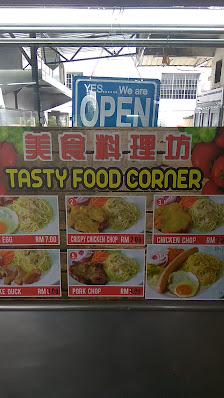 YES......We are
OPEN
美食料理坊
TASTY FOOD CORNER
EGG RM 7.00
2 CRISPY CHICKEN CHOP RM
3 CHICKEN CHOP RM
KE DUCK RM
5 PORK CHOP RM